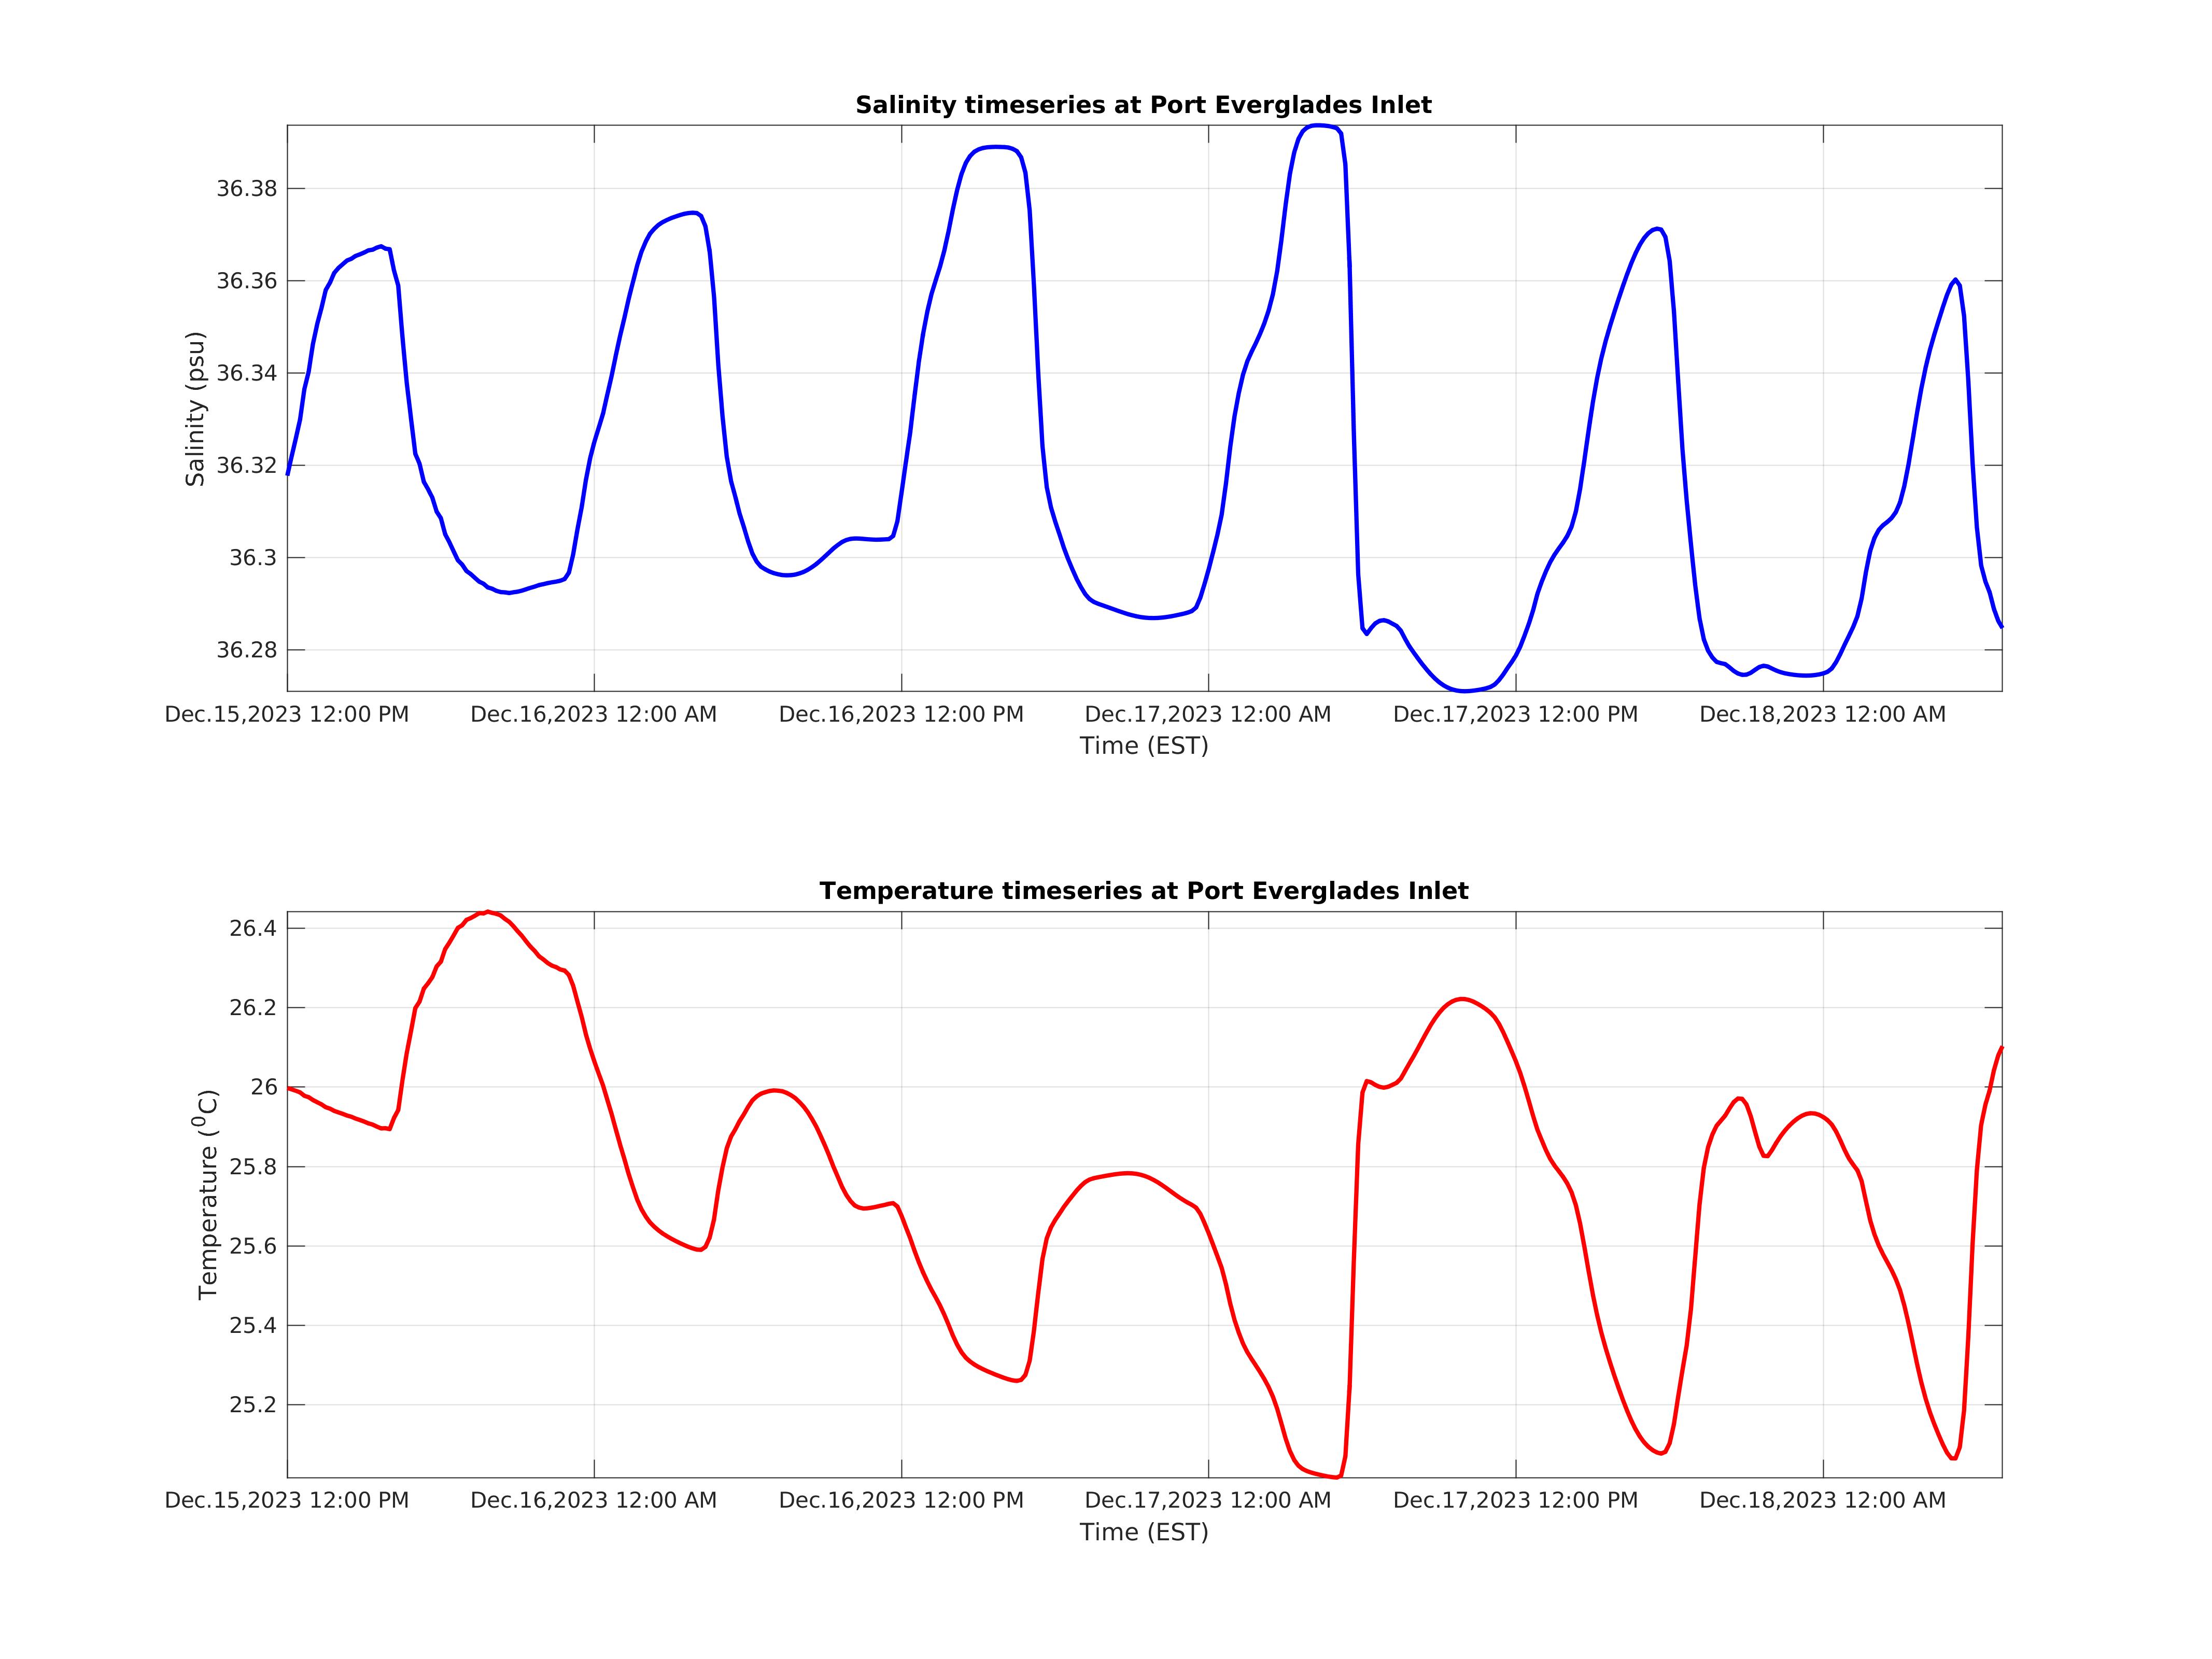 Salinity timeseries at Port Everglades Inlet
36.38
36.36
36.34
36.32
36.3
36.28
Salinity (psu)
Dec.15,2023 12:00 PM Dec.16,2023 12:00 AM Dec.16,2023 12:00 PM Dec.17,2023 12:00 AM Dec.17,2023 12:00 PM Dec.18,2023 12:00 AM
Time (EST)
Temperature timeseries at Port Everglades Inlet
26.4
26.2
26
25.8
25.6
25.4
25.2
Temperature (⁰C)
Dec.15,2023 12:00 PM Dec.16,2023 12:00 AM Dec.16,2023 12:00 PM Dec.17,2023 12:00 AM Dec.17,2023 12:00 PM Dec.18,2023 12:00 AM
Time (EST)